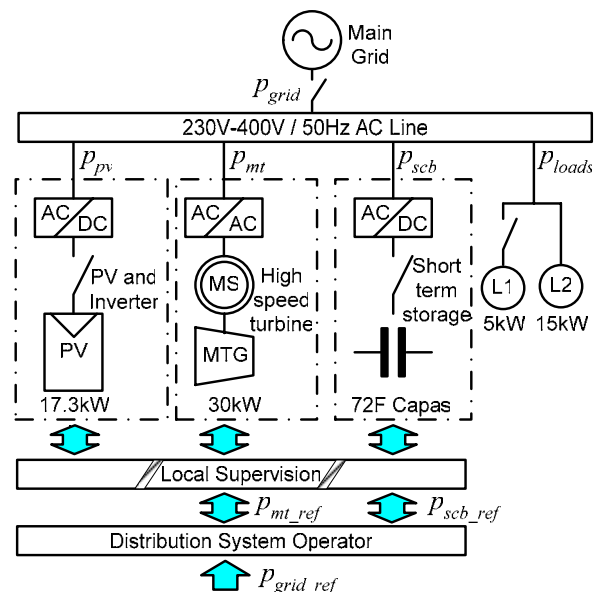 Main
Grid
p_grid
230V-400V / 50Hz AC Line
p_pv
p_mt
p_scb
p_loads
AC
DC
AC
AC
AC
DC
PV and
Inverter
MS
High
speed
turbine
Short
term
storage
L1
L2
5kW
15kW
PV
MTG
17.3kW
30kW
72F Capas
Local Supervision
p_mt_ref
p_scb_ref
Distribution System Operator
p_grid_ref